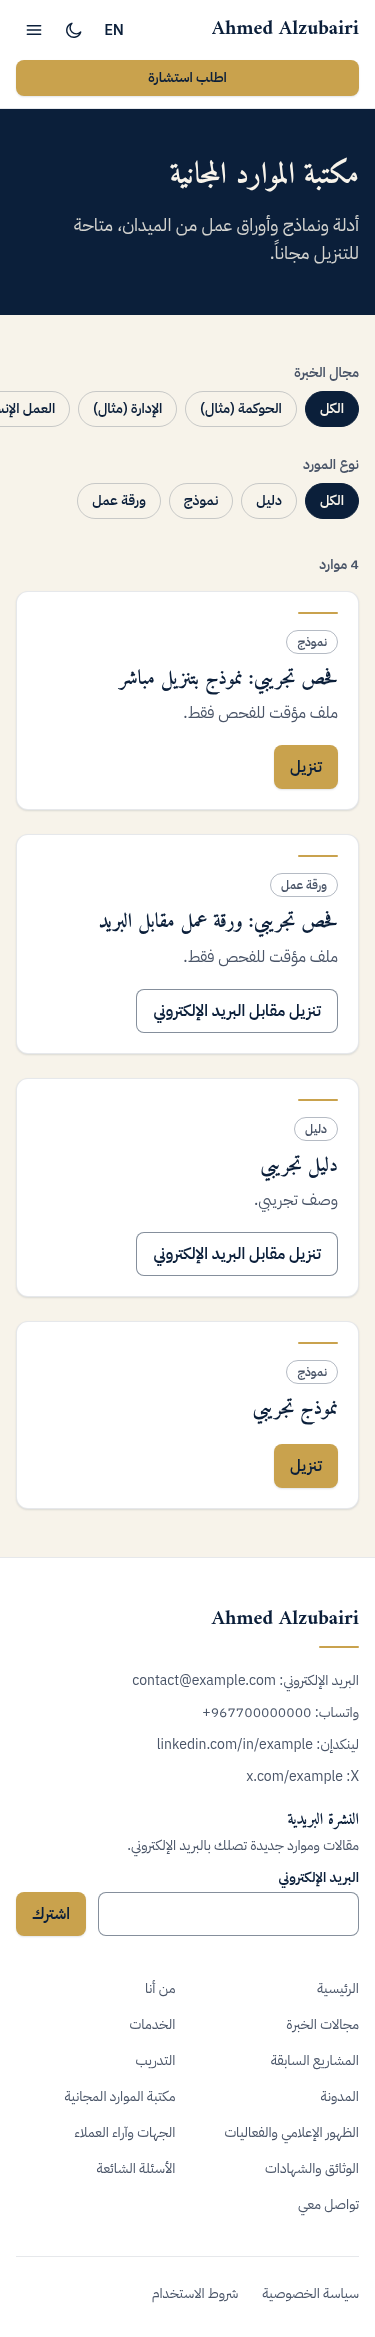 Ahmed Alzubairi
EN
اطلب استشارة
مكتبة الموارد المجانية
أدلة ونماذج وأوراق عمل من الميدان، متاحة
للتنزيل مجاناً.
مجال الخبرة
الكل
الحوكمة (مثال)
الإدارة (مثال)
العمل الإنس
نوع المورد
الكل
دليل
نموذج
ورقة عمل
4 موارد
نموذج
فحص تجريبي: نموذج بتنزيل مباشر
ملف مؤقت للفحص فقط.
تنزيل
ورقة عمل
فحص تجريبي: ورقة عمل مقابل البريد
ملف مؤقت للفحص فقط.
تنزيل مقابل البريد الإلكتروني
دليل
دليل تجريبي
وصف تجريبي.
تنزيل مقابل البريد الإلكتروني
نموذج
نموذج تجريبي
تنزيل
Ahmed Alzubairi
البريد الإلكتروني: contact@example.com
واتساب: 967700000000+
لينكدإن: linkedin.com/in/example
X: x.com/example
النشرة البريدية
مقالات وموارد جديدة تصلك بالبريد الإلكتروني.
البريد الإلكتروني
اشترك
الرئيسية
من أنا
مجالات الخبرة
الخدمات
المشاريع السابقة
التدريب
المدونة
مكتبة الموارد المجانية
الظهور الإعلامي والفعاليات
الجهات وآراء العملاء
الوثائق والشهادات
الأسئلة الشائعة
تواصل معي
سياسة الخصوصية
شروط الاستخدام